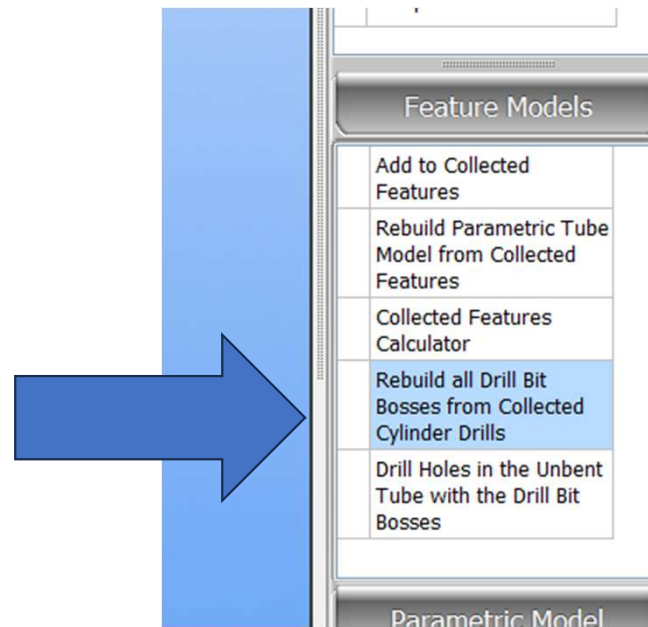 Feature Models
Add to Collected
Features
Rebuild Parametric Tube
Model from Collected
Features
Collected Features
Calculator
Rebuild all Drill Bit
Bosses from Collected
Cylinder Drills
Drill Holes in the Unbent
Tube with the Drill Bit
Bosses
Parametric Model